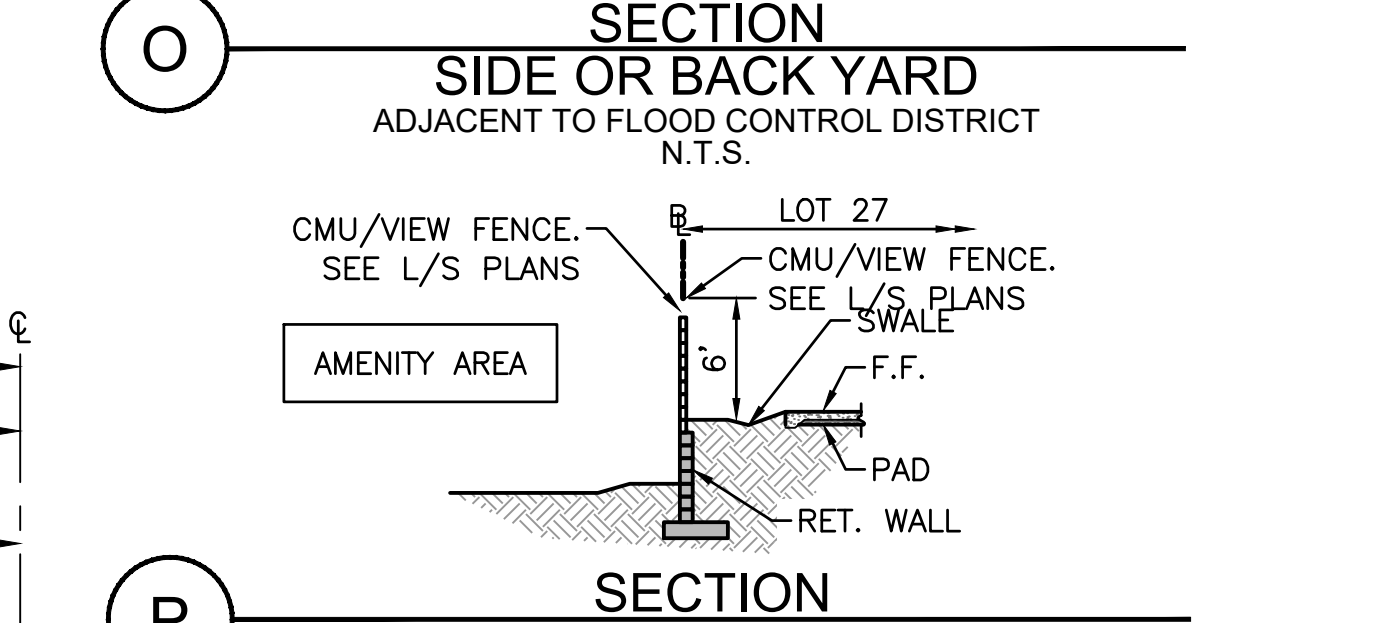 O
SECTION
SIDE OR BACK YARD
ADJACENT TO FLOOD CONTROL DISTRICT
N.T.S.
CMU/VIEW FENCE.
SEE L/S PLANS
PL
LOT 27
CMU/VIEW FENCE.
SEE L/S PLANS
SWALE
CL
AMENITY AREA
6'
F.F.
PAD
RET. WALL
SECTION